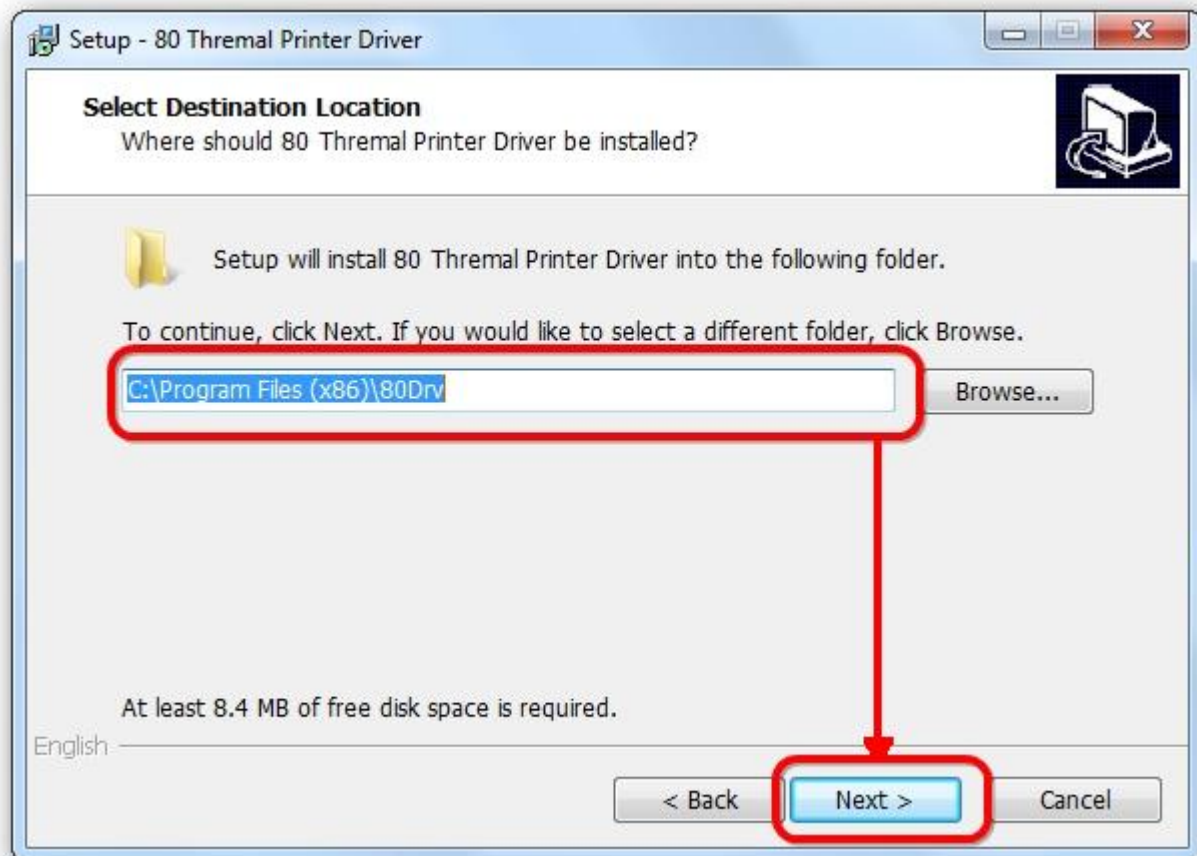 Setup - 80 Thremal Printer Driver
Select Destination Location
Where should 80 Thremal Printer Driver be installed?
Setup will install 80 Thremal Printer Driver into the following folder.
To continue, click Next. If you would like to select a different folder, click Browse.
C:\Program Files (x86)\80Drv
Browse...
At least 8.4 MB of free disk space is required.
English
< Back
Next >
Cancel